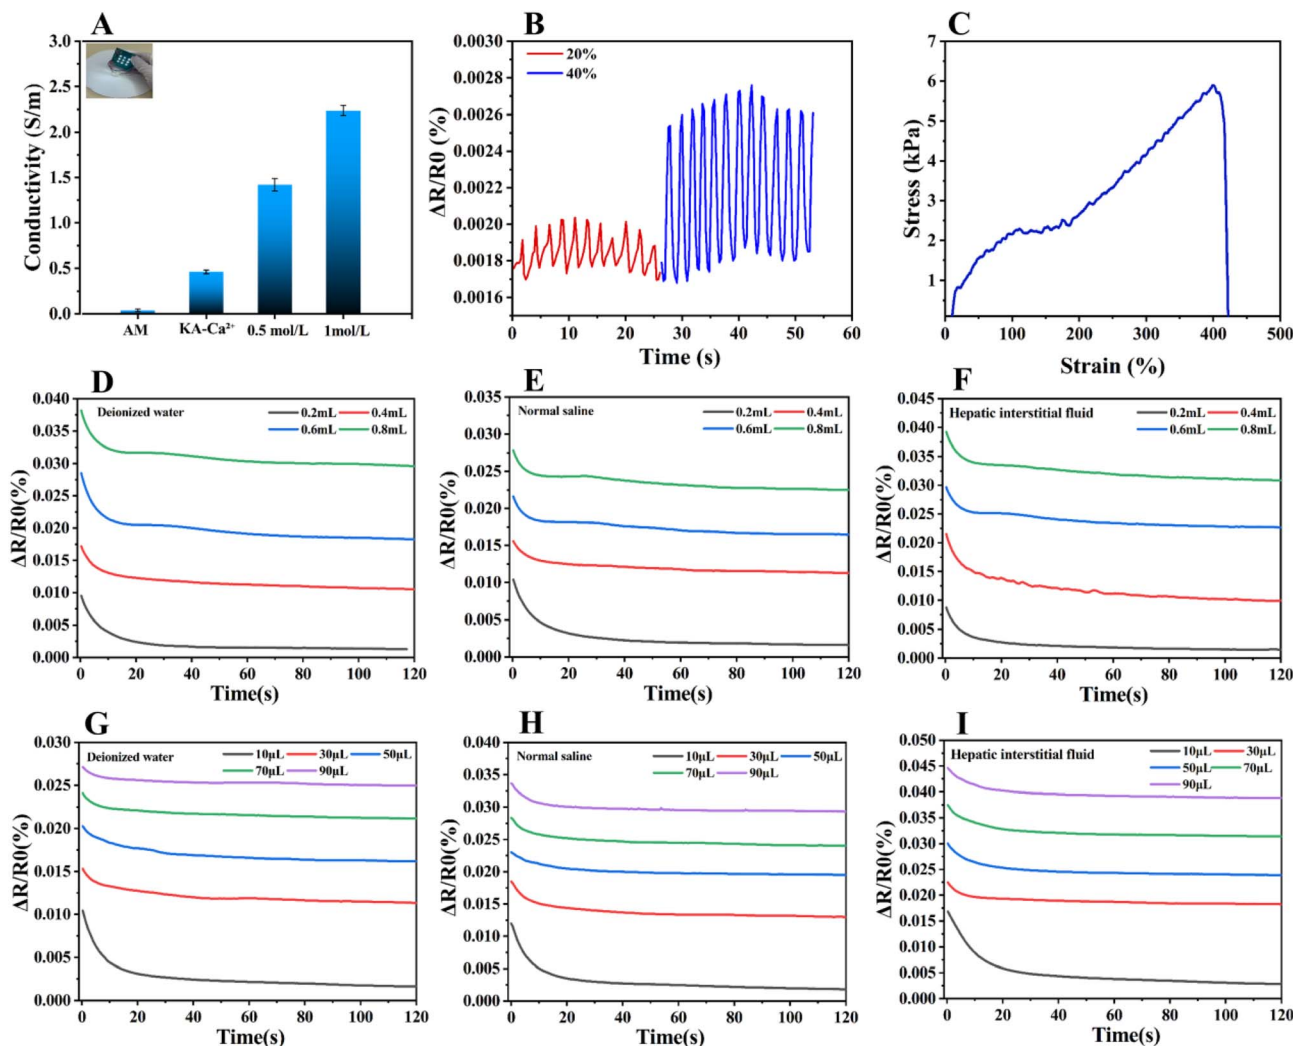 A
Conductivity (S/m)
3.0
2.5
2.0
1.5
1.0
0.5
0.0
AM KA-Ca²⁺ 0.5 mol/L 1mol/L
B
ΔR/R0 (%)
0.0030
0.0028
0.0026
0.0024
0.0022
0.0020
0.0018
0.0016
20%
40%
0 10 20 30 40 50 60
Time (s)
C
Stress (kPa)
7
6
5
4
3
2
1
0 100 200 300 400 500
Strain (%)
D
Deionized water
0.2mL 0.4mL
0.6mL 0.8mL
ΔR/R0(%)
0.040
0.035
0.030
0.025
0.020
0.015
0.010
0.005
0.000
0 20 40 60 80 100 120
Time(s)
E
Normal saline
0.2mL 0.4mL
0.6mL 0.8mL
ΔR/R0(%)
0.035
0.030
0.025
0.020
0.015
0.010
0.005
0.000
0 20 40 60 80 100 120
Time(s)
F
Hepatic interstitial fluid
0.2mL 0.4mL
0.6mL 0.8mL
ΔR/R0(%)
0.045
0.040
0.035
0.030
0.025
0.020
0.015
0.010
0.005
0.000
0 20 40 60 80 100 120
Time(s)
G
Deionized water
10μL 30μL 50μL
70μL 90μL
ΔR/R0(%)
0.030
0.025
0.020
0.015
0.010
0.005
0.000
0 20 40 60 80 100 120
Time(s)
H
Normal saline
10μL 30μL 50μL
70μL 90μL
ΔR/R0(%)
0.040
0.035
0.030
0.025
0.020
0.015
0.010
0.005
0.000
0 20 40 60 80 100 120
Time(s)
I
Hepatic interstitial fluid
10μL 30μL
50μL 70μL
90μL
ΔR/R0(%)
0.050
0.045
0.040
0.035
0.030
0.025
0.020
0.015
0.010
0.005
0.000
0 20 40 60 80 100 120
Time(s)